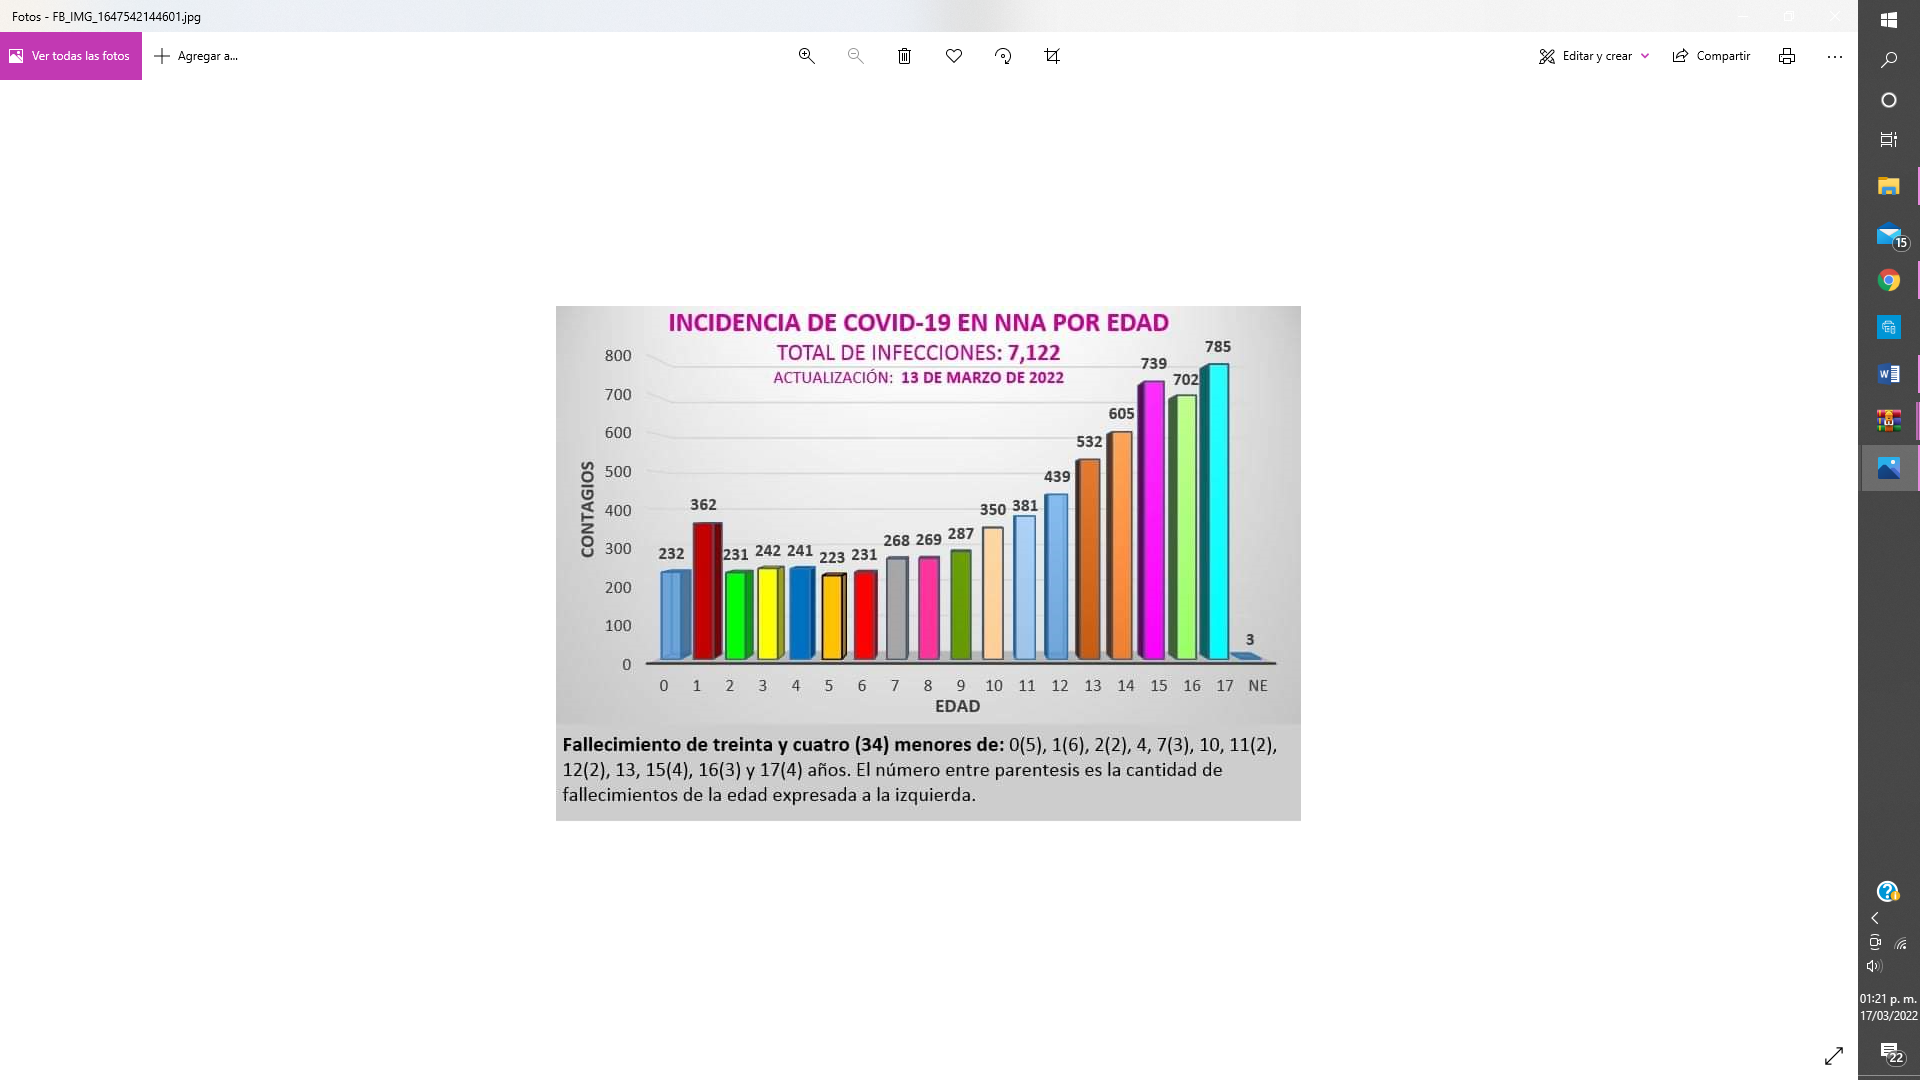 Fotos - FB_IMG_1647542144601.jpg
Ver todas las fotos
Agregar a...
Editar y crear
Compartir
INCIDENCIA DE COVID-19 EN NNA POR EDAD
TOTAL DE INFECCIONES: 7,122
ACTUALIZACIÓN: 13 DE MARZO DE 2022
CONTAGIOS
800
700
600
500
400
300
200
100
0
232 362 231 242 241 223 231 268 269 287 350 381 439 532 605 739 702 785 3
0 1 2 3 4 5 6 7 8 9 10 11 12 13 14 15 16 17 NE
EDAD
Fallecimiento de treinta y cuatro (34) menores de: 0(5), 1(6), 2(2), 4, 7(3), 10, 11(2),
12(2), 13, 15(4), 16(3) y 17(4) años. El número entre parentesis es la cantidad de
fallecimientos de la edad expresada a la izquierda.
15
W
01:21 p. m.
17/03/2022
22